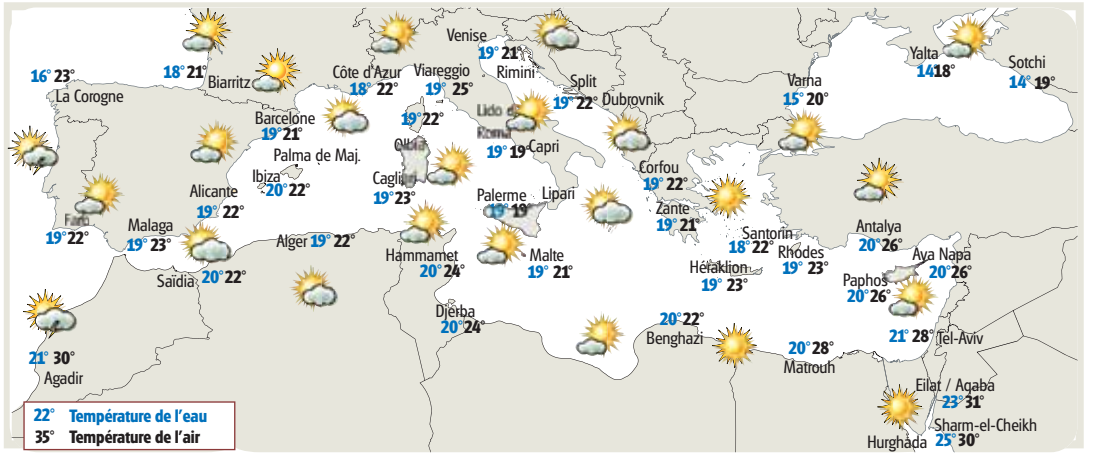 16° 23°
La Corogne
18° 21°
Biarritz
Côte d'Azur
18° 22°
Viareggio
19° 25°
Venise
19° 21°
Rimini
Split
19° 22°
Dubrovnik
Varna
15° 20°
Yalta
14 18°
Sotchi
14° 19°
Barcelone
19° 21°
19° 22°
Olbia
Lido di
Roma
19° 19°
Capri
Palma de Maj.
Ibiza
20° 22°
Cagliari
19° 23°
Palerme
19° 19°
Lipari
Corfou
19° 22°
Zante
19° 21°
Alicante
19° 22°
Faro
19° 22°
Malaga
19° 23°
Saïdia
20° 22°
Alger 19° 22°
Hammamet
20° 24°
Malte
19° 21°
Santorin
18° 22°
Rhodes
19° 23°
Héraklion
19° 23°
Antalya
20° 26°
Aya Napa
20° 26°
Paphos
20° 26°
Djerba
20° 24°
20° 22°
Benghazi
20° 28°
Matrouh
21° 28°
Tel-Aviv
21° 30°
Agadir
Eilat / Aqaba
23° 31°
Sharm-el-Cheikh
Hurghada 25° 30°
22° Température de l'eau
35° Température de l'air